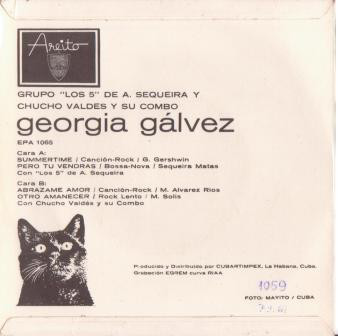 Areito
GRUPO "LOS 5" DE A. SEQUEIRA Y
CHUCHO VALDES Y SU COMBO
georgia gálvez
EPA 1065
Cara A:
SUMMERTIME / Canción-Rock / G. Gershwin
PERO TU VENDRAS / Bossa-Nova / Sequeira Matas
Con "Los 5" de A. Sequeira
Cara B:
ABRAZAME AMOR / Canción-Rock / M. Alvarez Ríos
OTRO AMANECER / Rock Lento / M. Solis
Con Chucho Valdés y su Combo
Producido y Distribuido por CUBARTIMPEX, La Habana, Cuba.
Grabación EGREM curva RIAA
1059
FOTO: MAYITO / CUBA